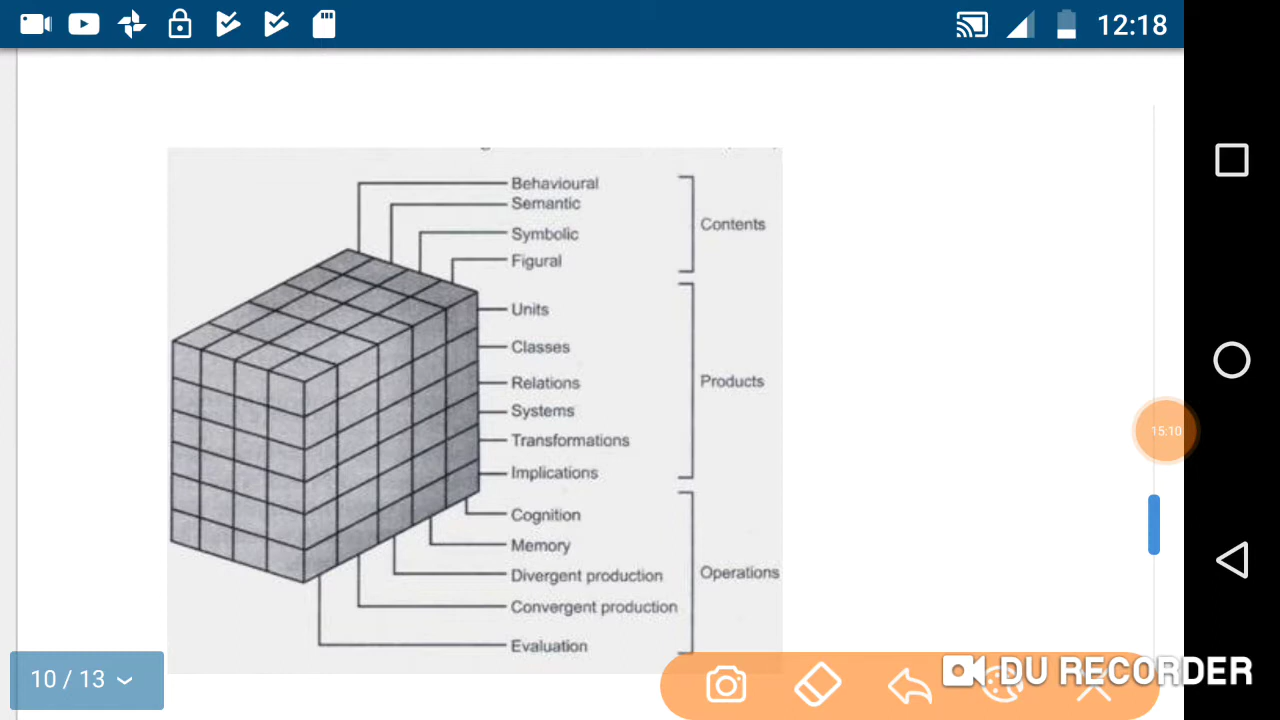 12:18
Behavioural
Semantic
Symbolic
Figural
Contents
Units
Classes
Relations
Systems
Transformations
Implications
Products
Cognition
Memory
Divergent production
Convergent production
Evaluation
Operations
15:10
10 / 13
DU RECORDER